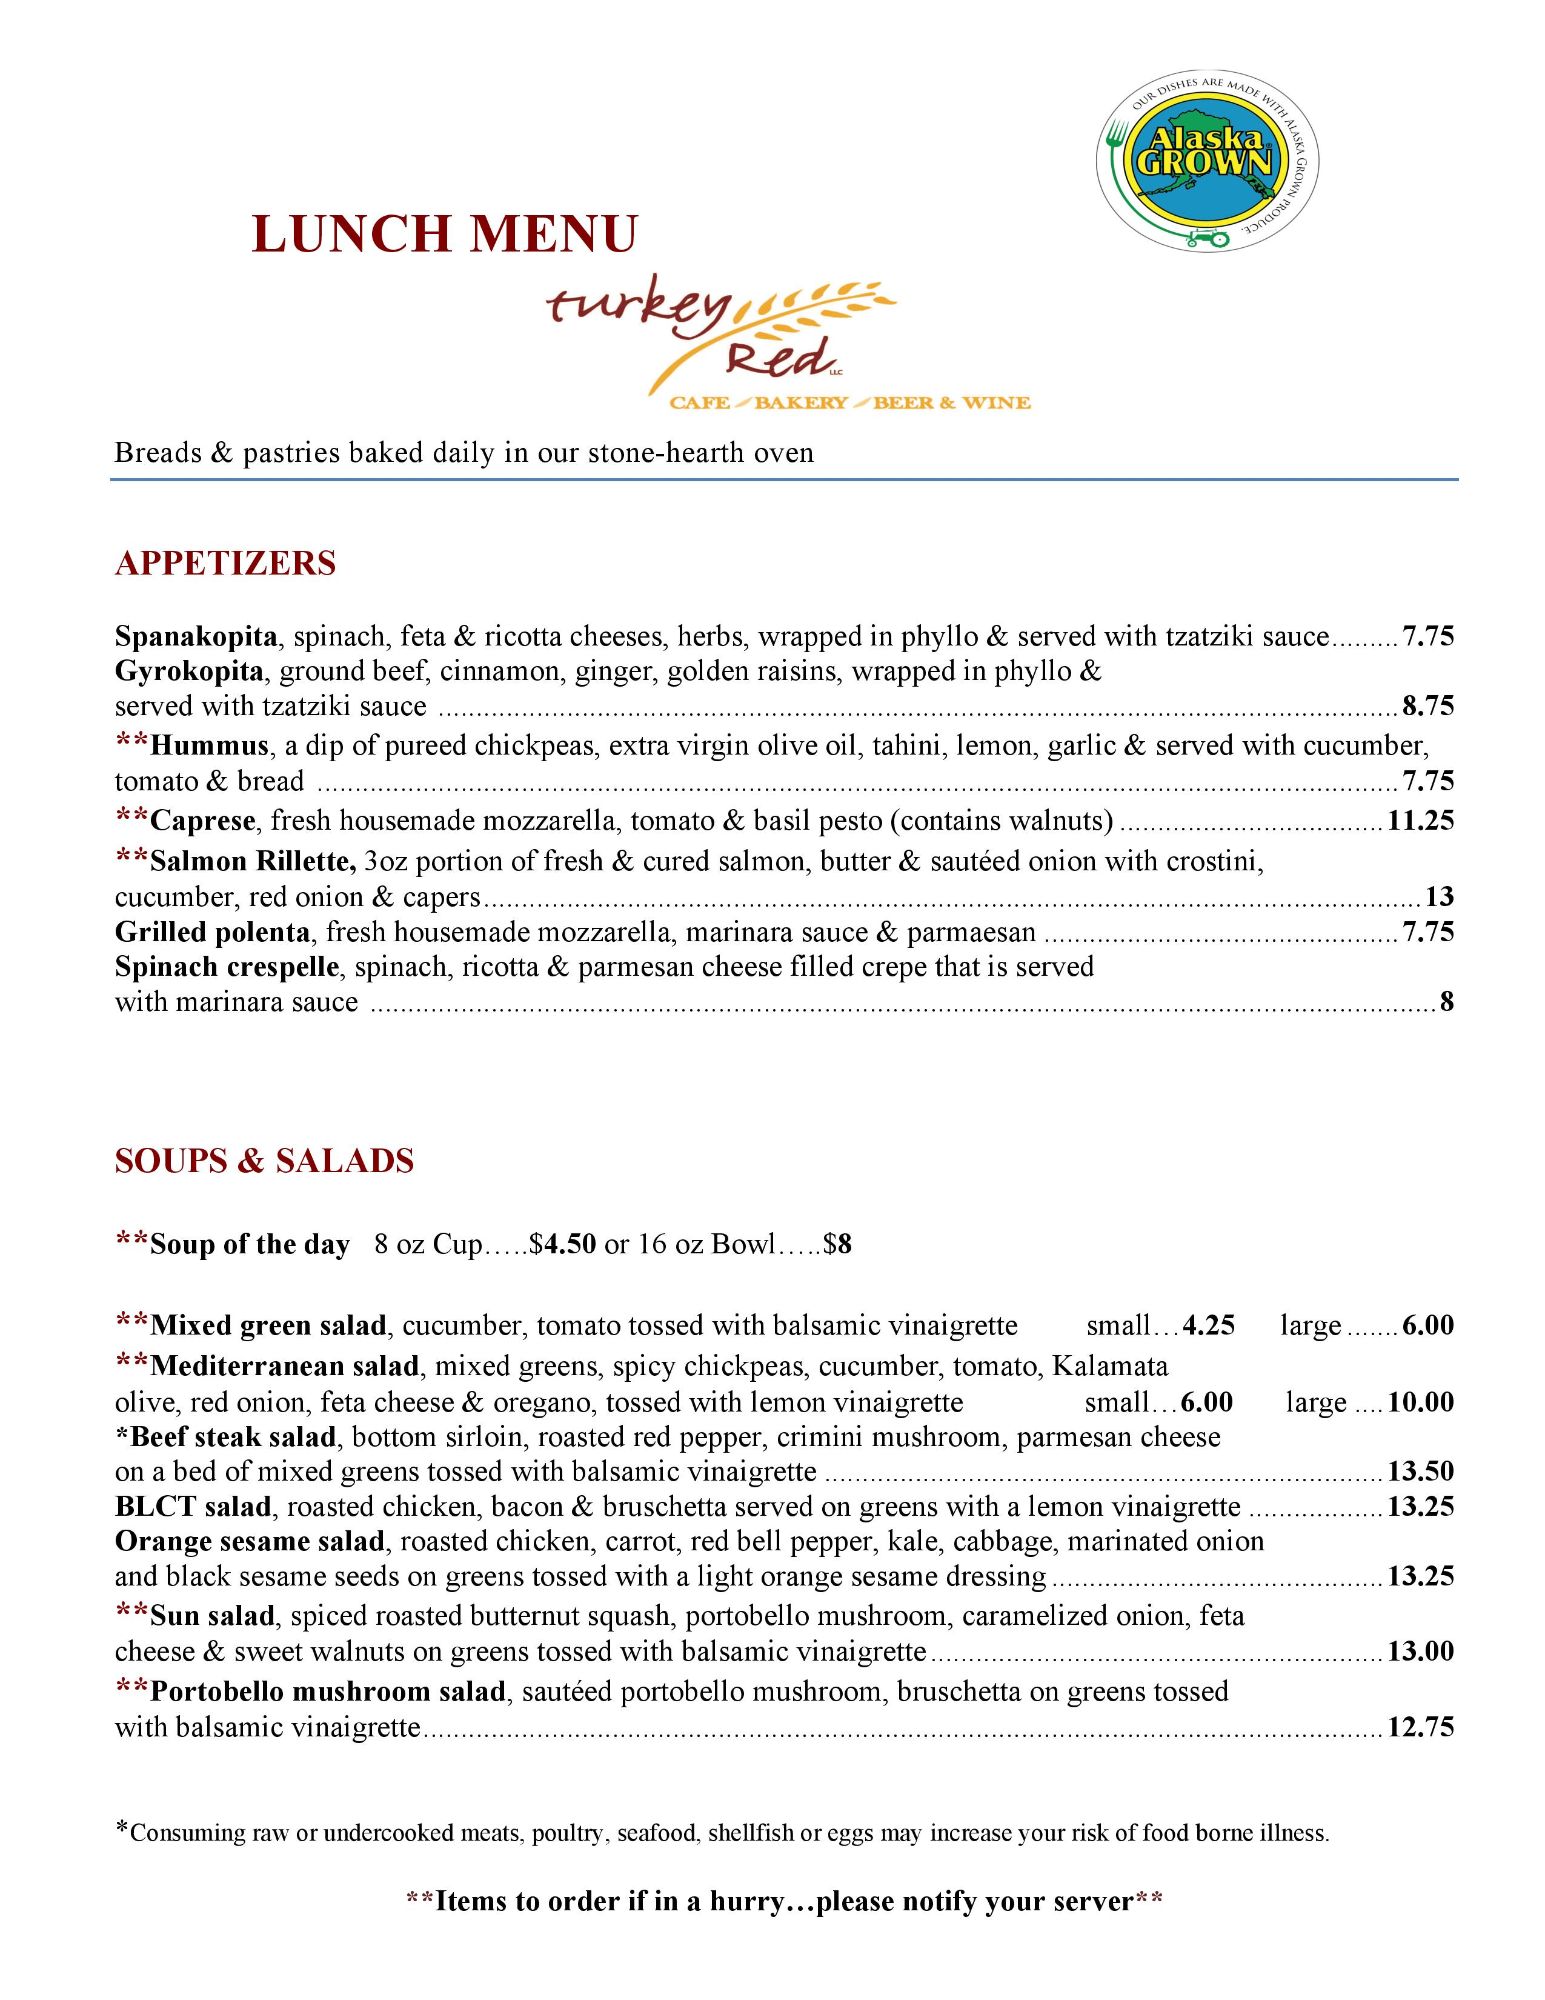 OUR DISHES ARE MADE WITH ALASKA GROWN PRODUCE.
Alaska
GROWN
LUNCH MENU
turkey
Red LLC
CAFE BAKERY BEER & WINE
Breads & pastries baked daily in our stone-hearth oven
APPETIZERS
Spanakopita, spinach, feta & ricotta cheeses, herbs, wrapped in phyllo & served with tzatziki sauce.........7.75
Gyrokopita, ground beef, cinnamon, ginger, golden raisins, wrapped in phyllo &
served with tzatziki sauce ........8.75
**Hummus, a dip of pureed chickpeas, extra virgin olive oil, tahini, lemon, garlic & served with cucumber,
tomato & bread ........7.75
**Caprese, fresh housemade mozzarella, tomato & basil pesto (contains walnuts) ........11.25
**Salmon Rillette, 3oz portion of fresh & cured salmon, butter & sautéed onion with crostini,
cucumber, red onion & capers........13
Grilled polenta, fresh housemade mozzarella, marinara sauce & parmaesan ........7.75
Spinach crespelle, spinach, ricotta & parmesan cheese filled crepe that is served
with marinara sauce ........8
SOUPS & SALADS
**Soup of the day 8 oz Cup…..$4.50 or 16 oz Bowl…..$8
**Mixed green salad, cucumber, tomato tossed with balsamic vinaigrette small…4.25 large .......6.00
**Mediterranean salad, mixed greens, spicy chickpeas, cucumber, tomato, Kalamata
olive, red onion, feta cheese & oregano, tossed with lemon vinaigrette small…6.00 large ....10.00
*Beef steak salad, bottom sirloin, roasted red pepper, crimini mushroom, parmesan cheese
on a bed of mixed greens tossed with balsamic vinaigrette ........13.50
BLCT salad, roasted chicken, bacon & bruschetta served on greens with a lemon vinaigrette ........13.25
Orange sesame salad, roasted chicken, carrot, red bell pepper, kale, cabbage, marinated onion
and black sesame seeds on greens tossed with a light orange sesame dressing ........13.25
**Sun salad, spiced roasted butternut squash, portobello mushroom, caramelized onion, feta
cheese & sweet walnuts on greens tossed with balsamic vinaigrette........13.00
**Portobello mushroom salad, sautéed portobello mushroom, bruschetta on greens tossed
with balsamic vinaigrette........12.75
*Consuming raw or undercooked meats, poultry, seafood, shellfish or eggs may increase your risk of food borne illness.
**Items to order if in a hurry…please notify your server**